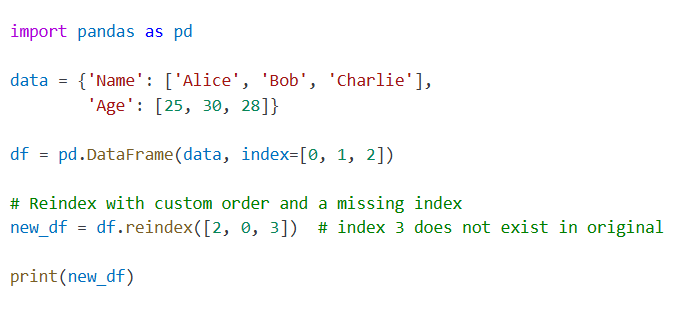 import pandas as pd
data = {'Name': ['Alice', 'Bob', 'Charlie'],
        'Age': [25, 30, 28]}
df = pd.DataFrame(data, index=[0, 1, 2])
# Reindex with custom order and a missing index
new_df = df.reindex([2, 0, 3])  # index 3 does not exist in original
print(new_df)